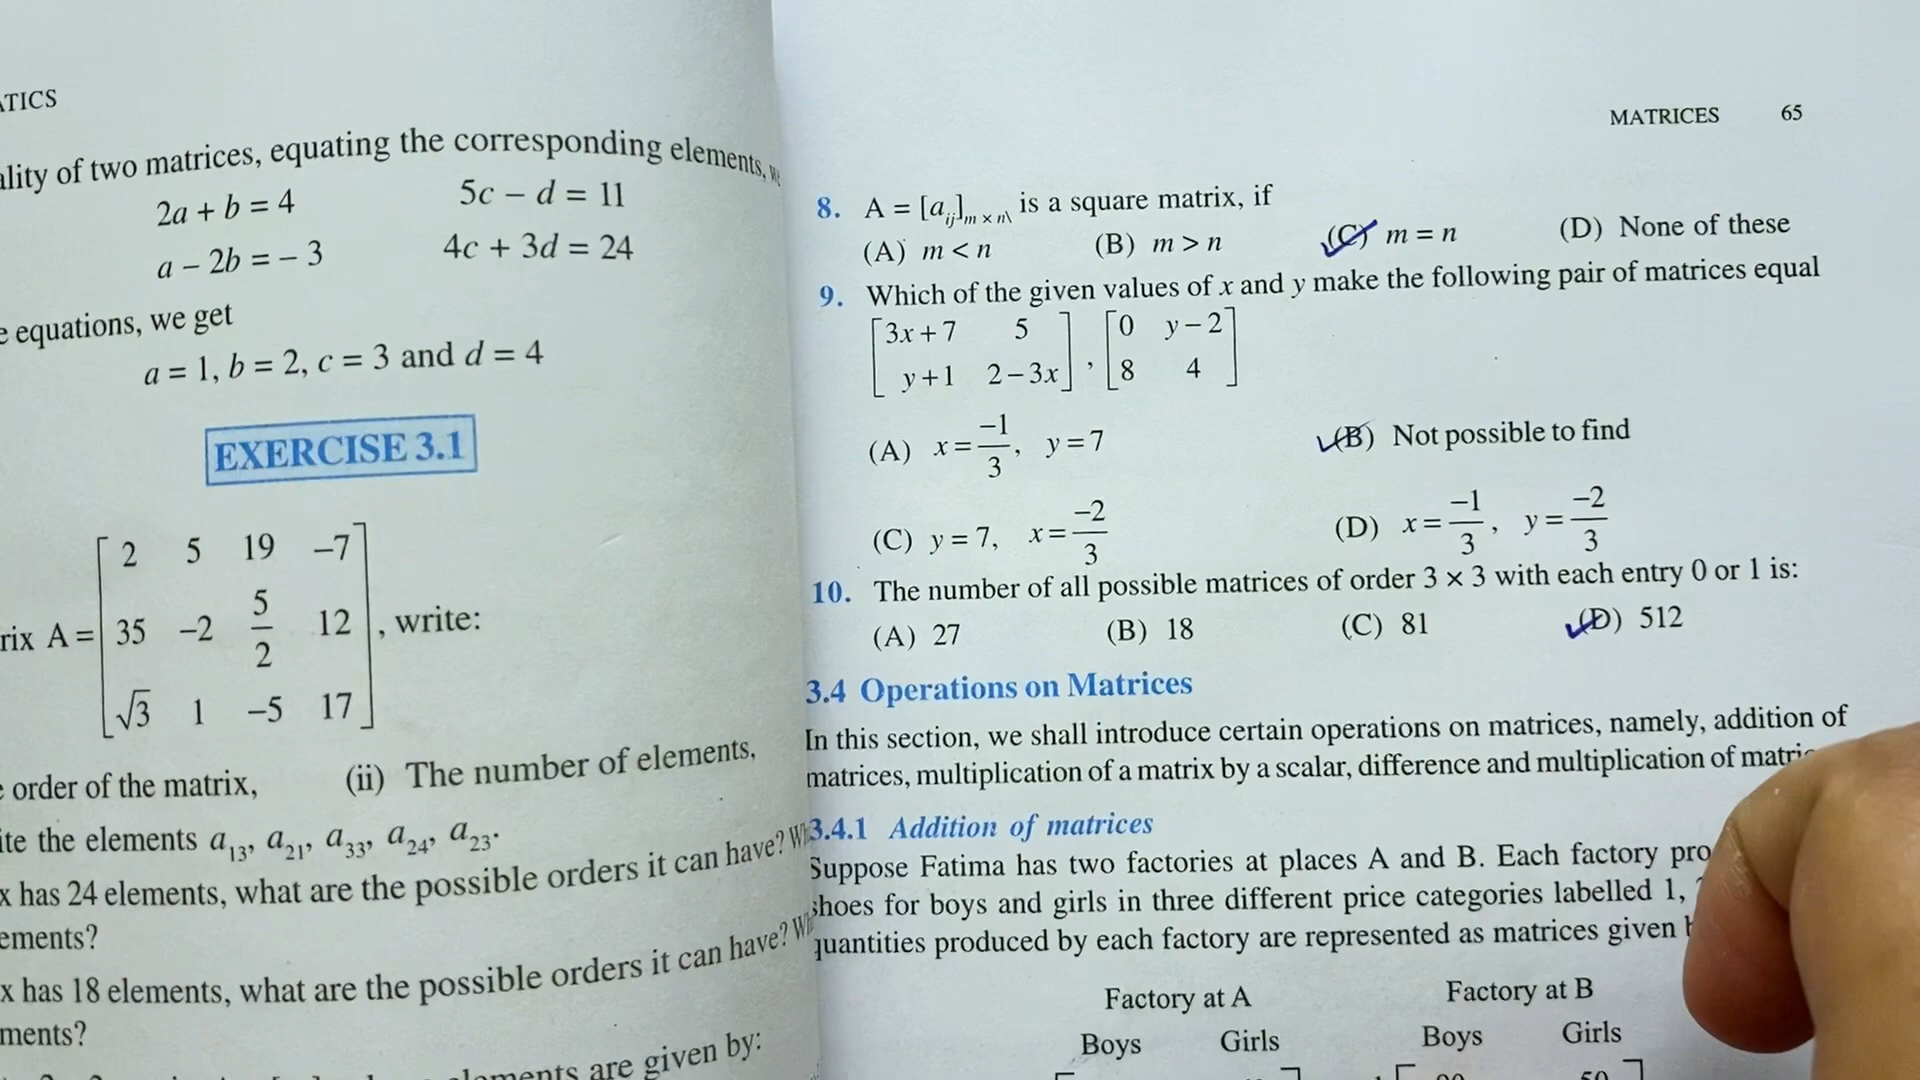 ATICS
ality of two matrices, equating the corresponding elements,
2a + b = 4    5c – d = 11
a – 2b = – 3    4c + 3d = 24
e equations, we get
a = 1, b = 2, c = 3 and d = 4
EXERCISE 3.1
rix A = [2 5 19 –7
35 –2 5/2 12
√3 1 –5 17], write:
order of the matrix,    (ii) The number of elements,
ite the elements a₁₃, a₂₁, a₃₃, a₂₄, a₂₃.
x has 24 elements, what are the possible orders it can have?
ements?
x has 18 elements, what are the possible orders it can have?
ments?
elements are given by:
MATRICES 65
8. A = [aᵢⱼ]ₘ × ₙ\ is a square matrix, if
(A) m < n (B) m > n (C) m = n (D) None of these
9. Which of the given values of x and y make the following pair of matrices equal
[3x + 7 5
y + 1 2 – 3x], [0 y – 2
8 4]
(A) x = –1/3, y = 7 (B) Not possible to find
(C) y = 7, x = –2/3 (D) x = –1/3, y = –2/3
10. The number of all possible matrices of order 3 × 3 with each entry 0 or 1 is:
(A) 27 (B) 18 (C) 81 (D) 512
3.4 Operations on Matrices
In this section, we shall introduce certain operations on matrices, namely, addition of
matrices, multiplication of a matrix by a scalar, difference and multiplication of matric
3.4.1 Addition of matrices
Suppose Fatima has two factories at places A and B. Each factory pro
shoes for boys and girls in three different price categories labelled 1,
quantities produced by each factory are represented as matrices given
Factory at A    Factory at B
Boys Girls    Boys Girls